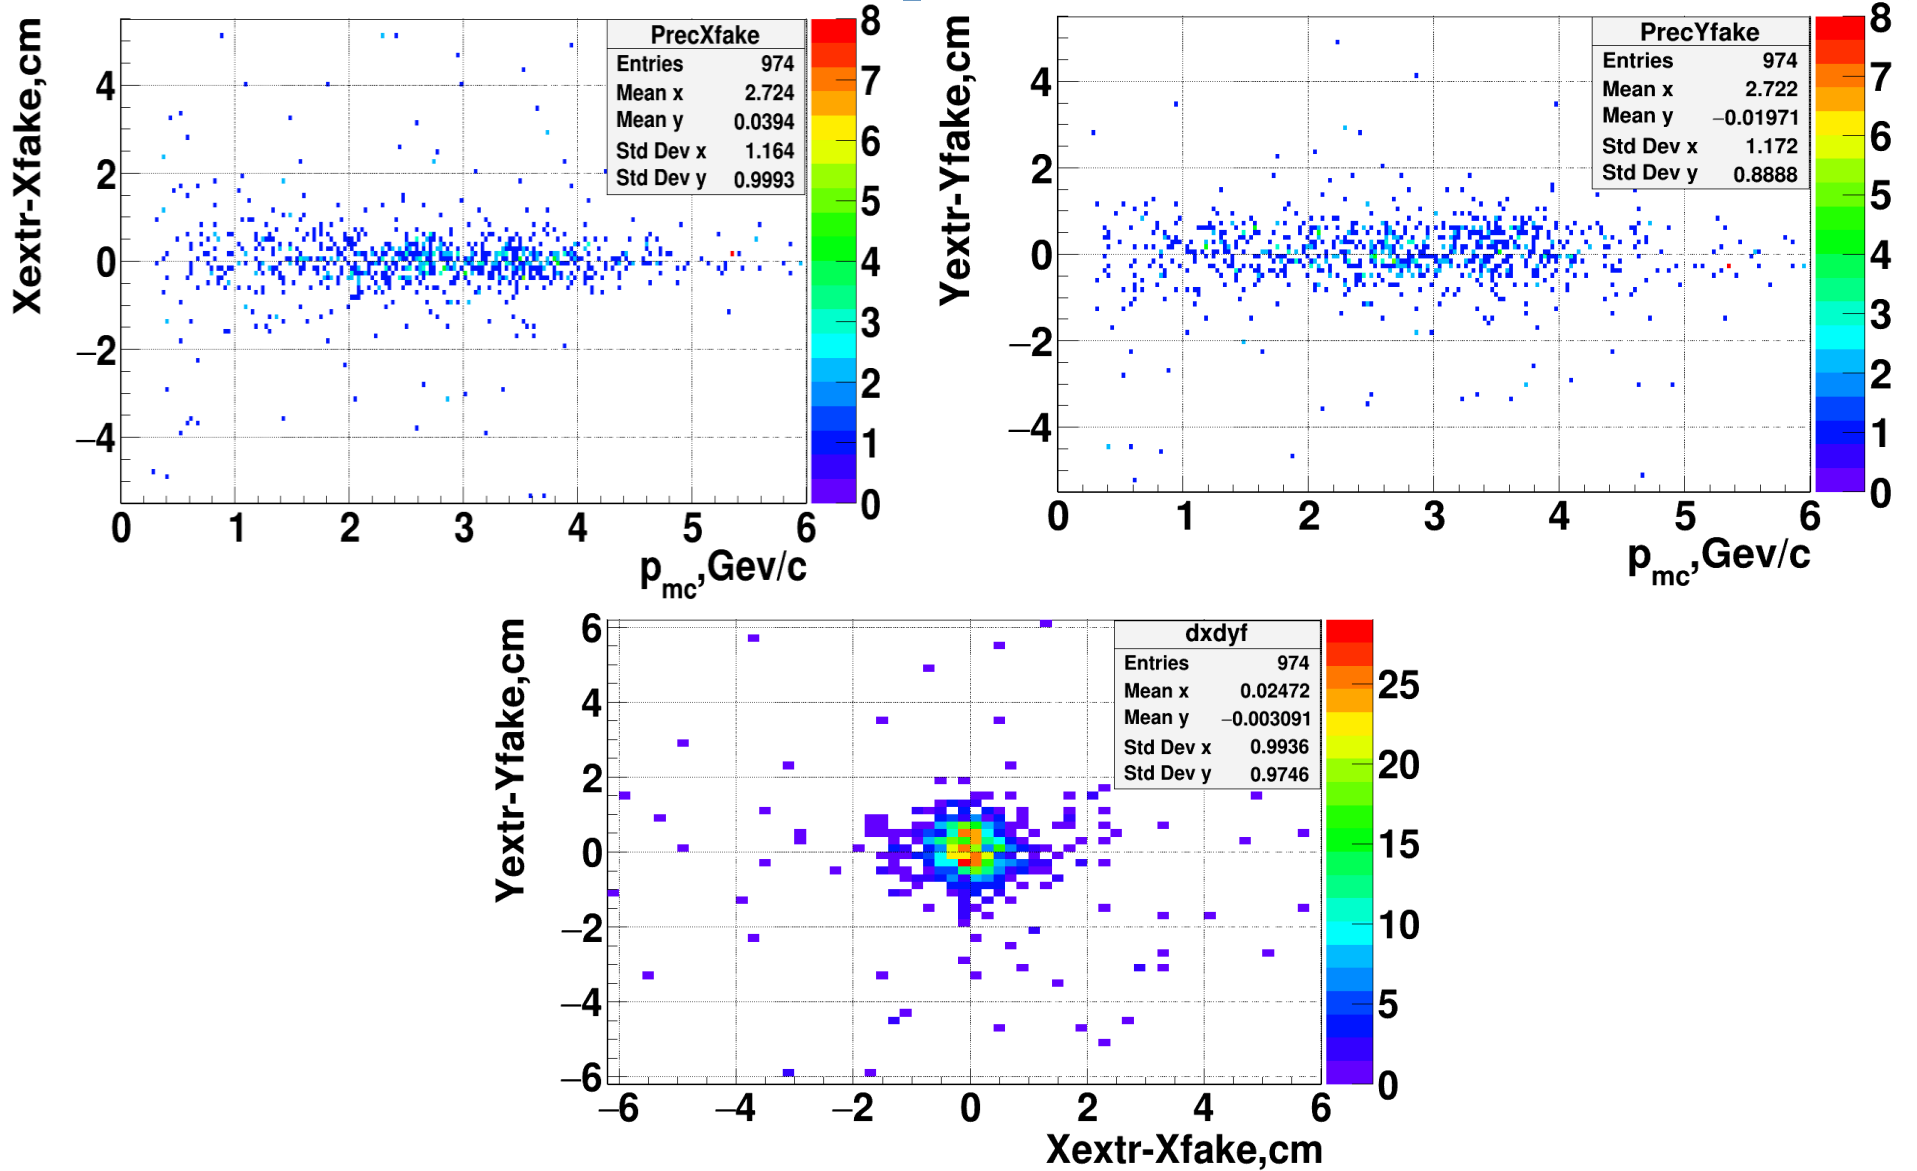 Xextr-Xfake,cm
PrecXfake
Entries 974
Mean x 2.724
Mean y 0.0394
Std Dev x 1.164
Std Dev y 0.9993
4
2
0
−2
−4
0 1 2 3 4 5 6
p_mc,Gev/c
8
7
6
5
4
3
2
1
0
Yextr-Yfake,cm
PrecYfake
Entries 974
Mean x 2.722
Mean y −0.01971
Std Dev x 1.172
Std Dev y 0.8888
4
2
0
−2
−4
0 1 2 3 4 5 6
p_mc,Gev/c
8
7
6
5
4
3
2
1
0
Yextr-Yfake,cm
dxdyf
Entries 974
Mean x 0.02472
Mean y −0.003091
Std Dev x 0.9936
Std Dev y 0.9746
6
4
2
0
−2
−4
−6
−6 −4 −2 0 2 4 6
Xextr-Xfake,cm
25
20
15
10
5
0